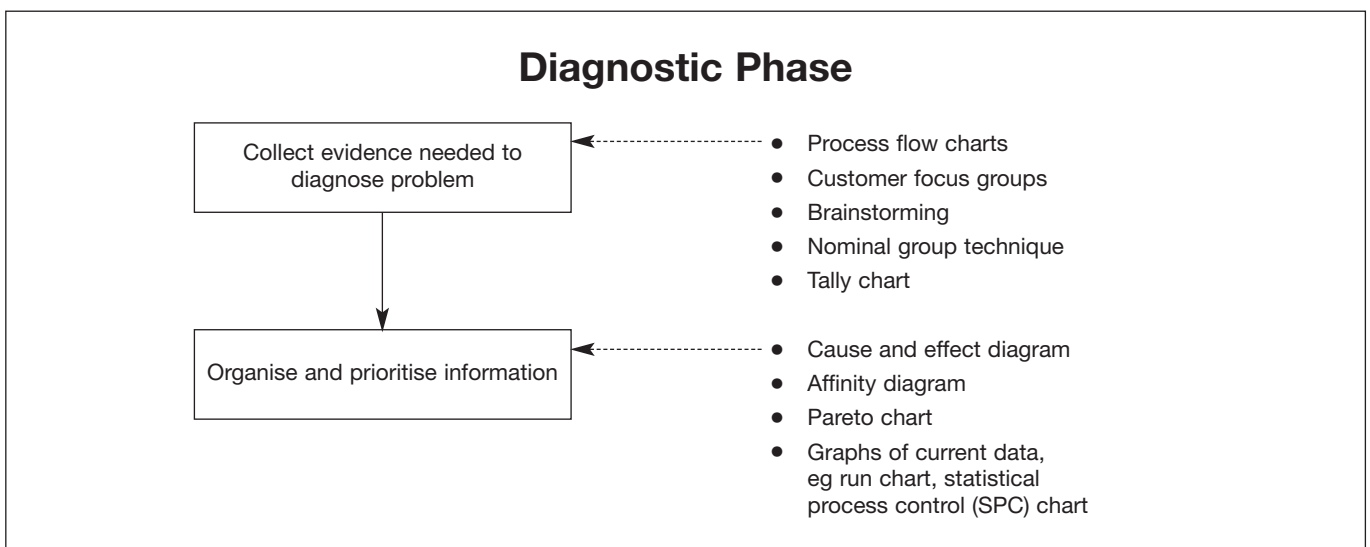 Diagnostic Phase
Collect evidence needed to
diagnose problem
● Process flow charts
● Customer focus groups
● Brainstorming
● Nominal group technique
● Tally chart
Organise and prioritise information
● Cause and effect diagram
● Affinity diagram
● Pareto chart
● Graphs of current data,
eg run chart, statistical
process control (SPC) chart